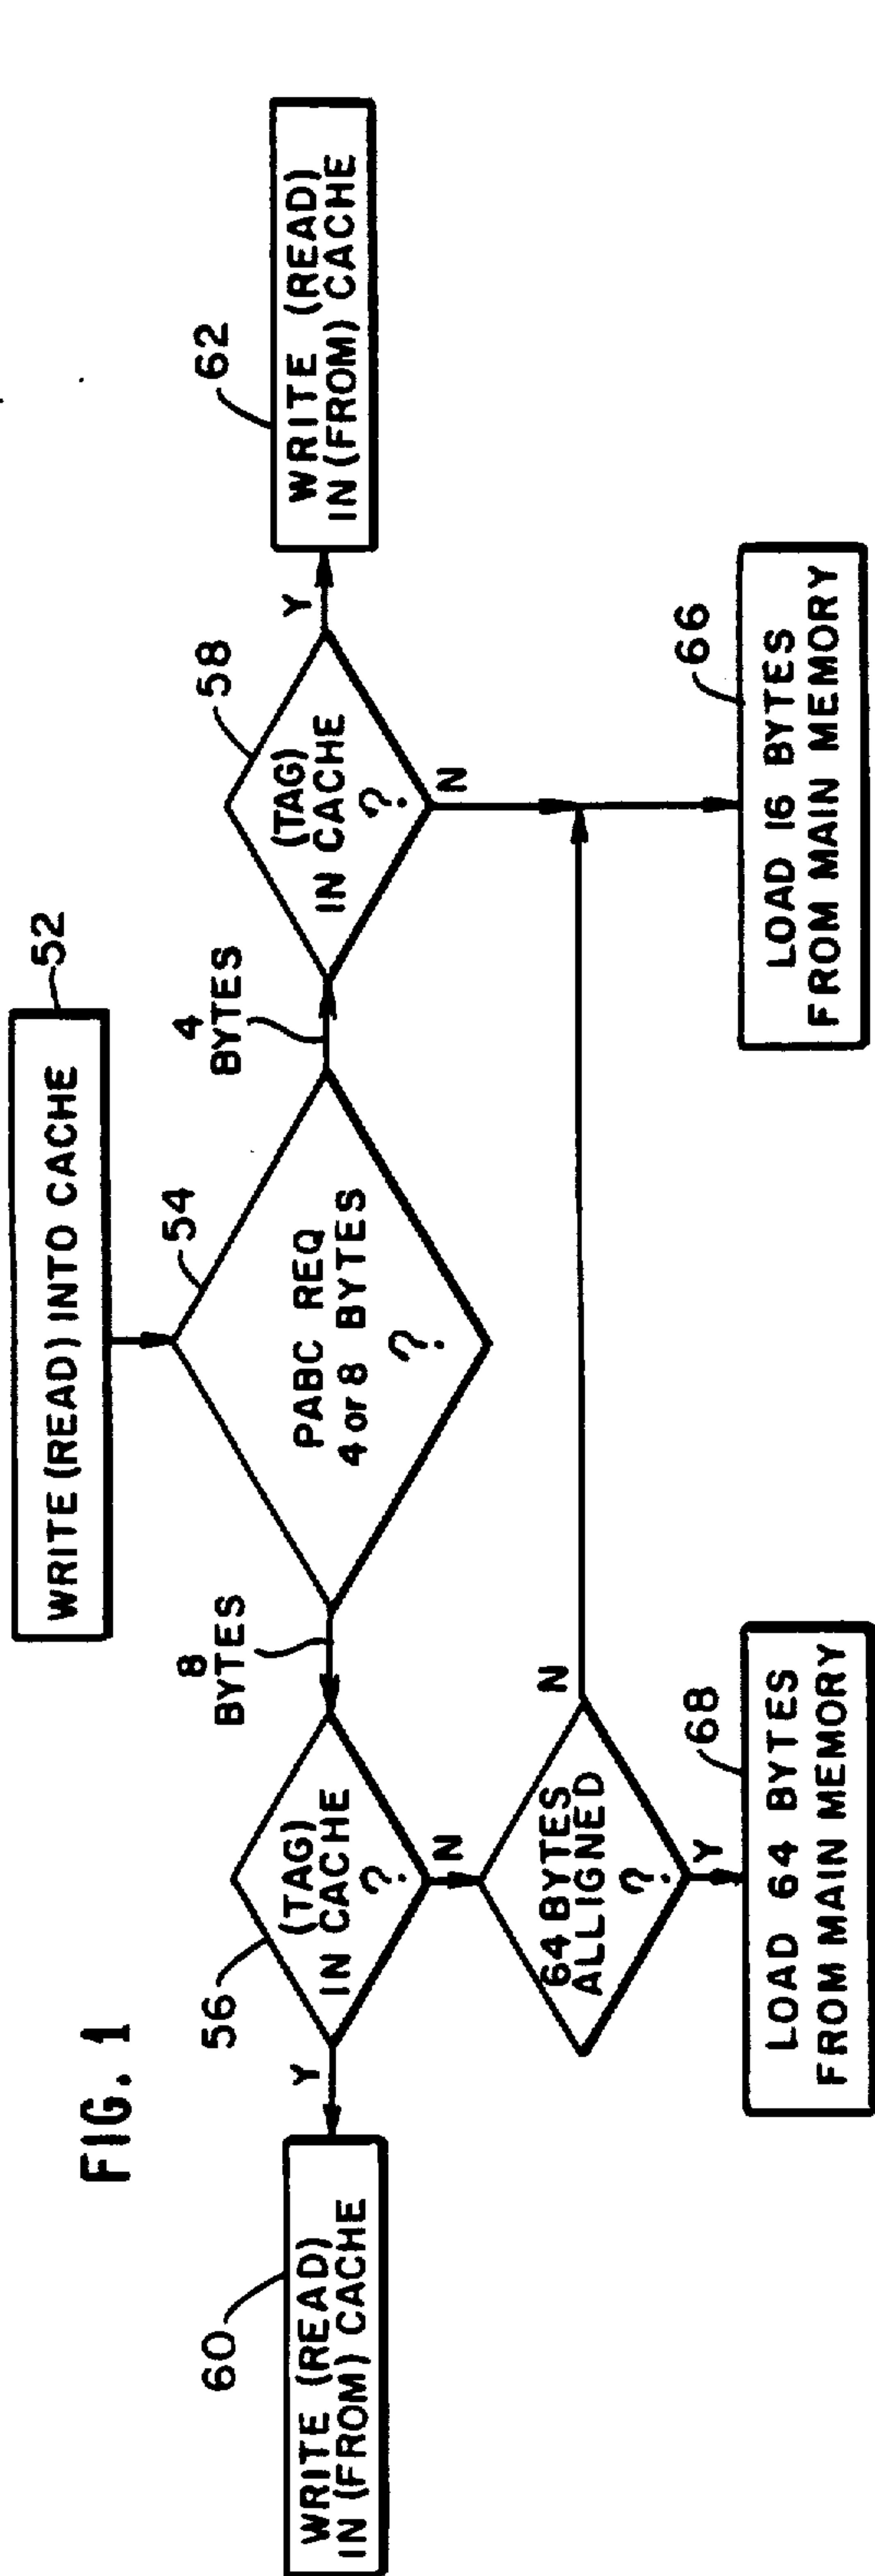 FIG. 1
WRITE (READ) INTO CACHE
52
54
PABC REQ
4 or 8 BYTES
?
8
BYTES
4
BYTES
56
(TAG)
IN CACHE
?
Y
N
60
WRITE (READ)
IN (FROM) CACHE
58
(TAG)
IN CACHE
?
Y
N
62
WRITE (READ)
IN (FROM) CACHE
64 BYTES
ALLIGNED
?
N
Y
68
LOAD 64 BYTES
FROM MAIN MEMORY
66
LOAD 16 BYTES
FROM MAIN MEMORY